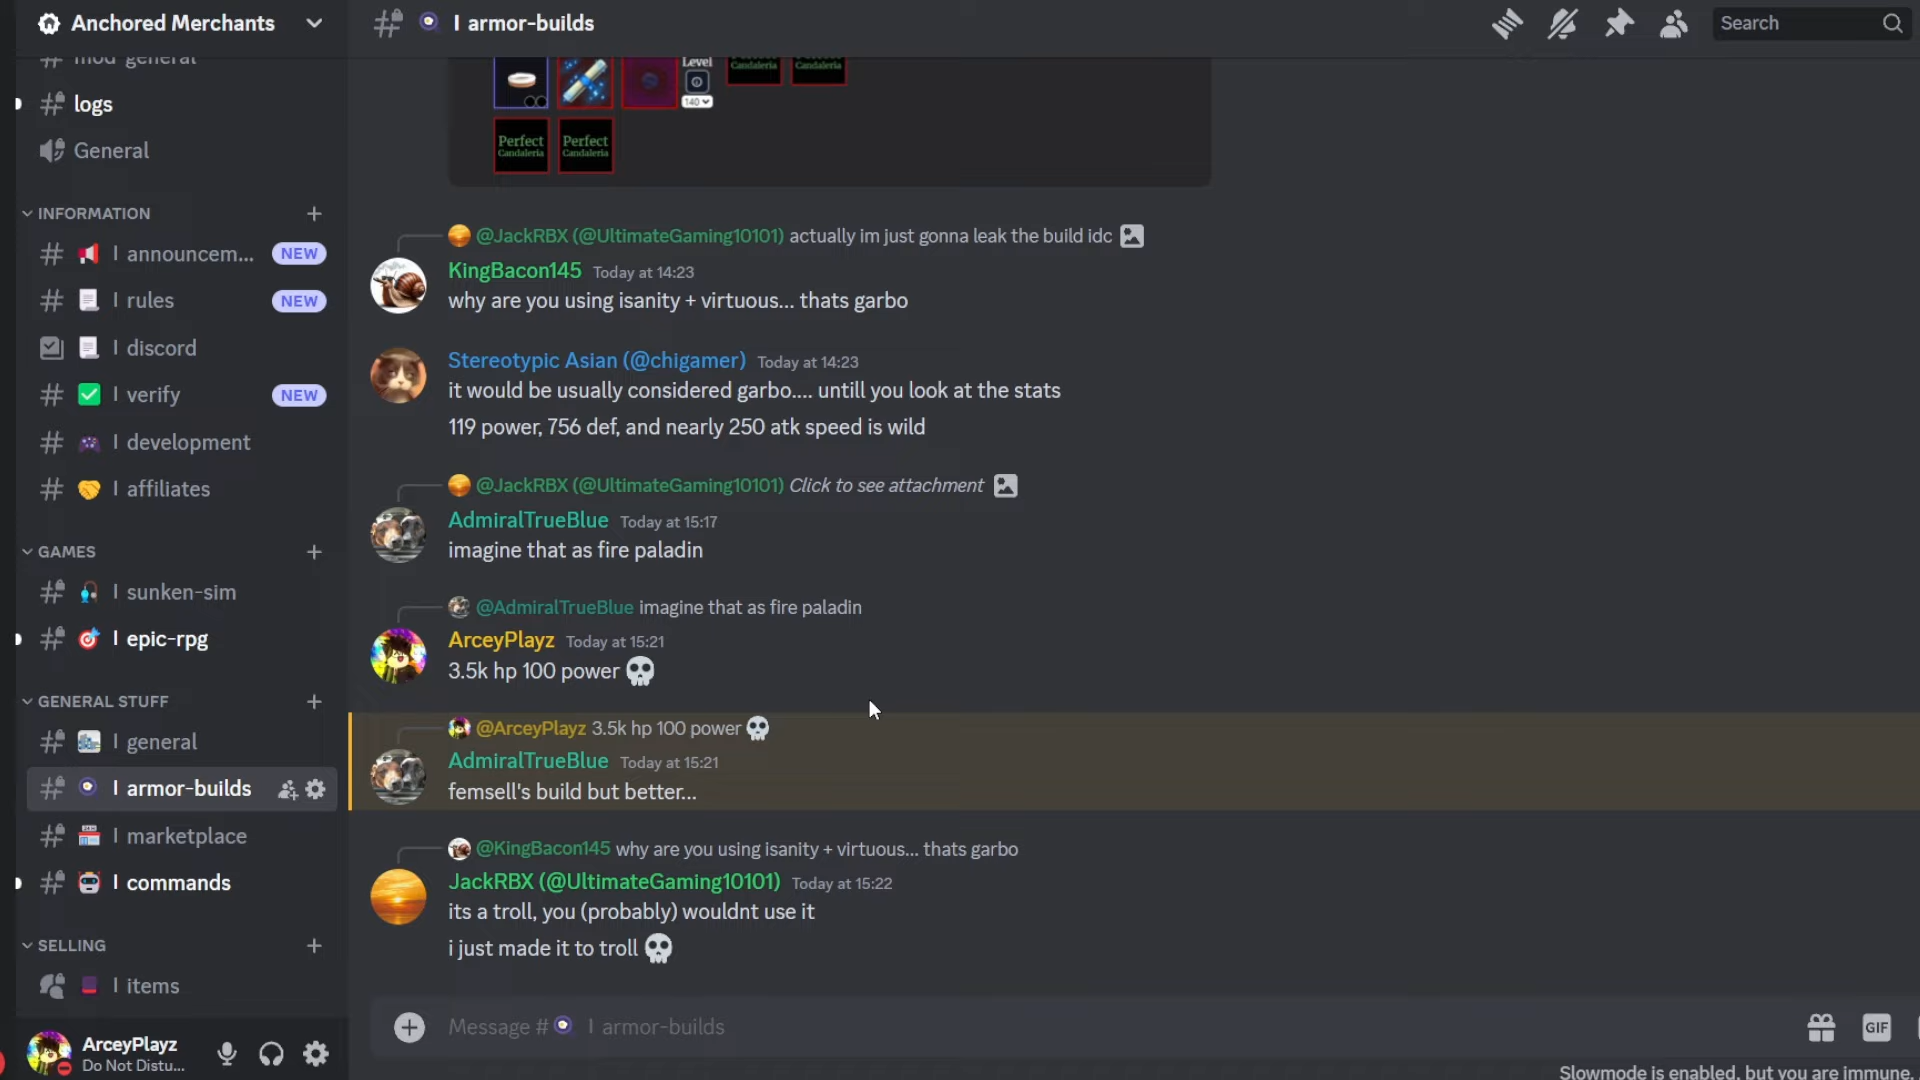 Anchored Merchants
mod-general
logs
General
INFORMATION
I announcem... NEW
I rules NEW
I discord
I verify NEW
I development
I affiliates
GAMES
I sunken-sim
I epic-rpg
GENERAL STUFF
I general
I armor-builds
I marketplace
I commands
SELLING
I items
ArceyPlayz
Do Not Distu...
I armor-builds
Search
Level
140
Candaleria Candaleria
Perfect Perfect
Candaleria Candaleria
@JackRBX (@UltimateGaming10101) actually im just gonna leak the build idc
KingBacon145 Today at 14:23
why are you using isanity + virtuous... thats garbo
Stereotypic Asian (@chigamer) Today at 14:23
it would be usually considered garbo.... untill you look at the stats
119 power, 756 def, and nearly 250 atk speed is wild
@JackRBX (@UltimateGaming10101) Click to see attachment
AdmiralTrueBlue Today at 15:17
imagine that as fire paladin
@AdmiralTrueBlue imagine that as fire paladin
ArceyPlayz Today at 15:21
3.5k hp 100 power 💀
@ArceyPlayz 3.5k hp 100 power 💀
AdmiralTrueBlue Today at 15:21
femsell's build but better...
@KingBacon145 why are you using isanity + virtuous... thats garbo
JackRBX (@UltimateGaming10101) Today at 15:22
its a troll, you (probably) wouldnt use it
i just made it to troll 💀
Message # I armor-builds
GIF
Slowmode is enabled, but you are immune.